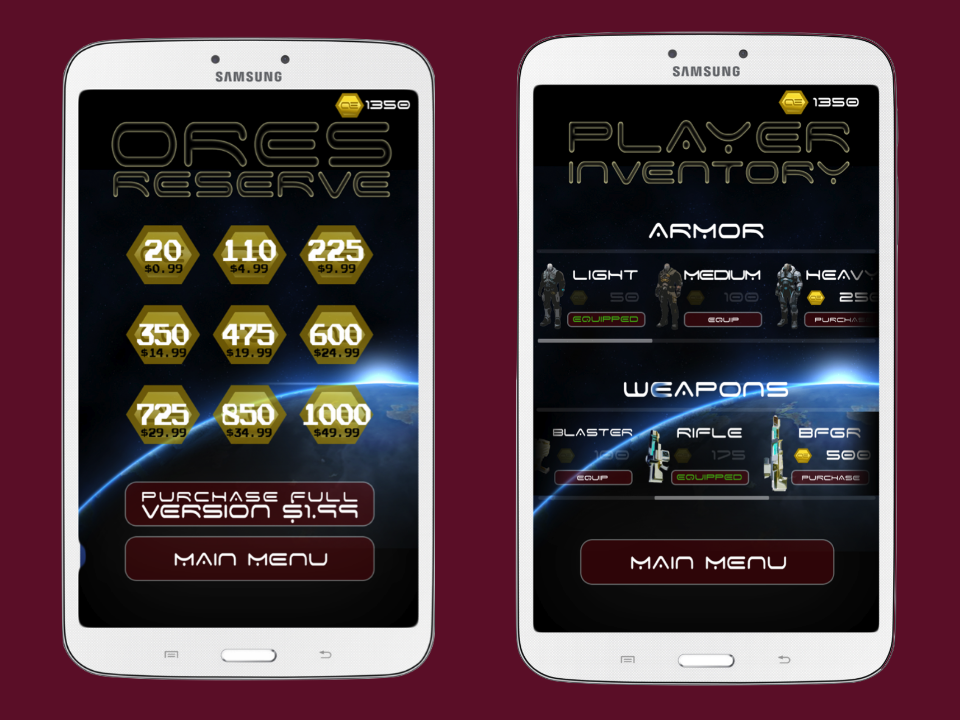 SAMSUNG
OE 1350
ORES
RESERVE
20
$0.99
110
$4.99
225
$9.99
350
$14.99
475
$19.99
600
$24.99
725
$29.99
850
$34.99
1000
$49.99
PURCHASE FULL
VERSION $1.99
MAIN MENU
SAMSUNG
OE 1350
PLAYER
INVENTORY
ARMOR
LIGHT
50
EQUIPPED
MEDIUM
100
EQUIP
HEAVY
250
PURCHAS
WEAPONS
BLASTER
100
EQUIP
RIFLE
175
EQUIPPED
BFGR
500
PURCHASE
MAIN MENU